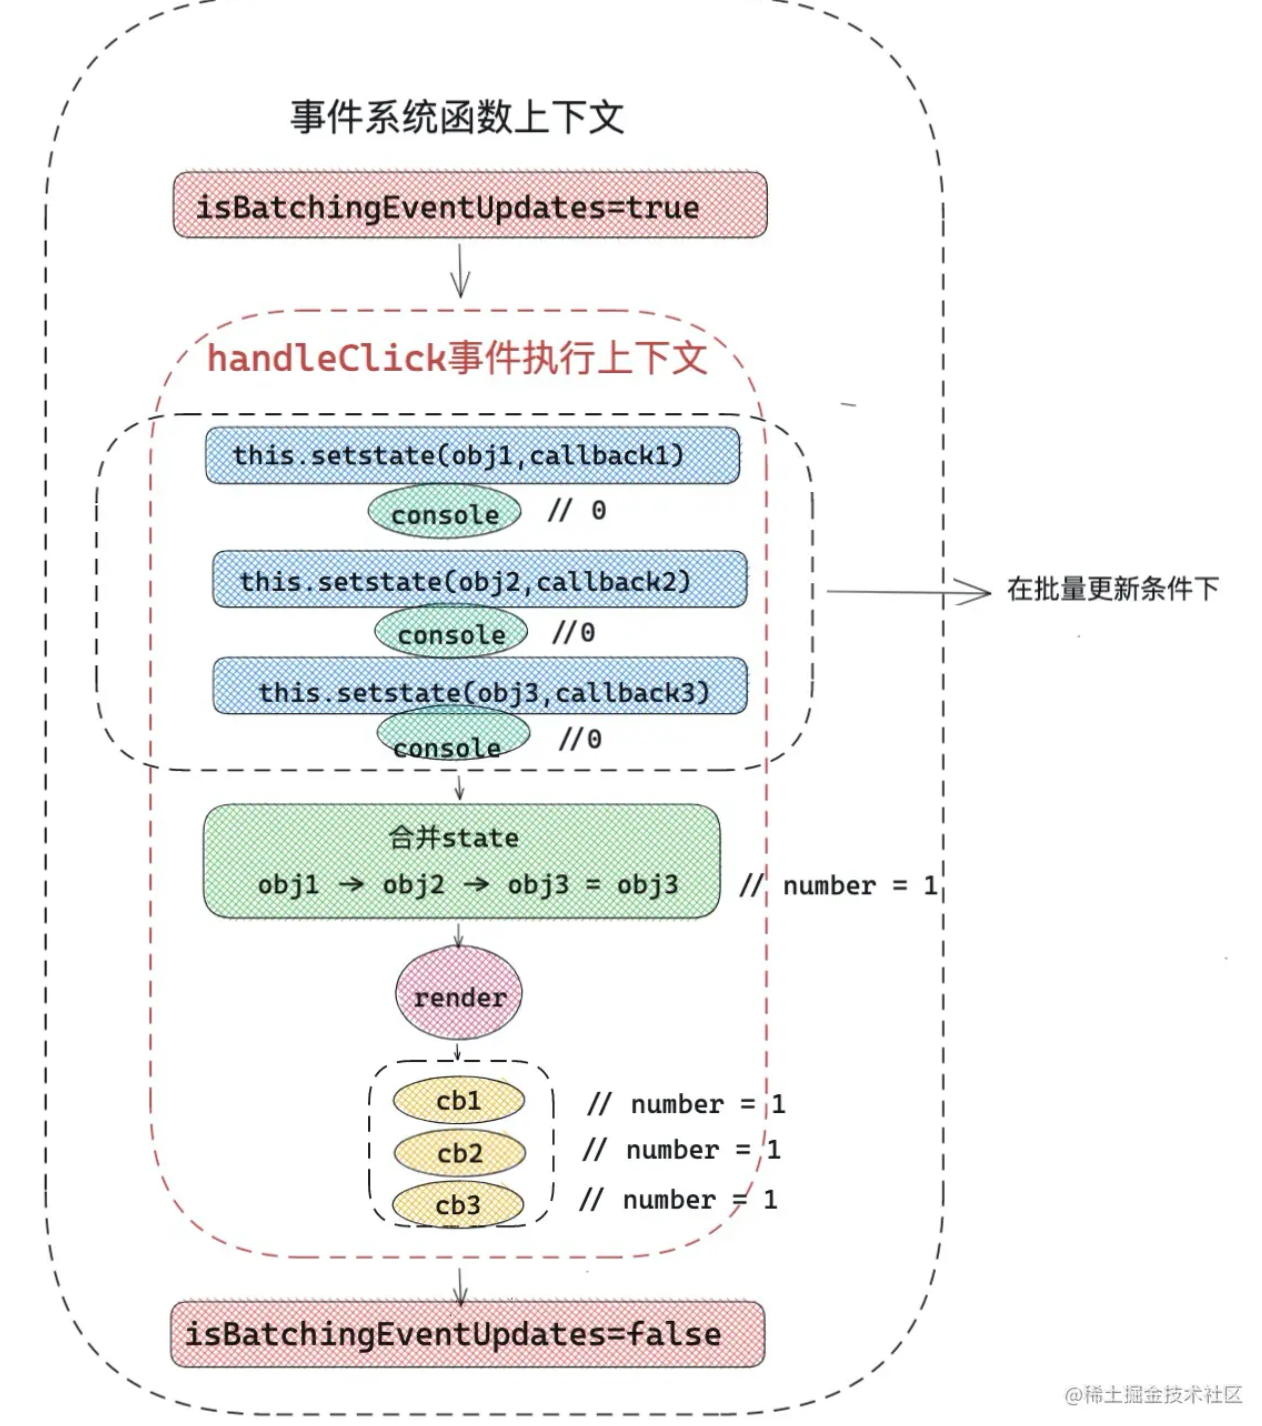 事件系统函数上下文
isBatchingEventUpdates=true
handleClick事件执行上下文
this.setstate(obj1,callback1)
console // 0
this.setstate(obj2,callback2)
在批量更新条件下
console //0
this.setstate(obj3,callback3)
console //0
合并state
obj1 → obj2 → obj3 = obj3 // number = 1
render
cb1 // number = 1
cb2 // number = 1
cb3 // number = 1
isBatchingEventUpdates=false
@稀土掘金技术社区